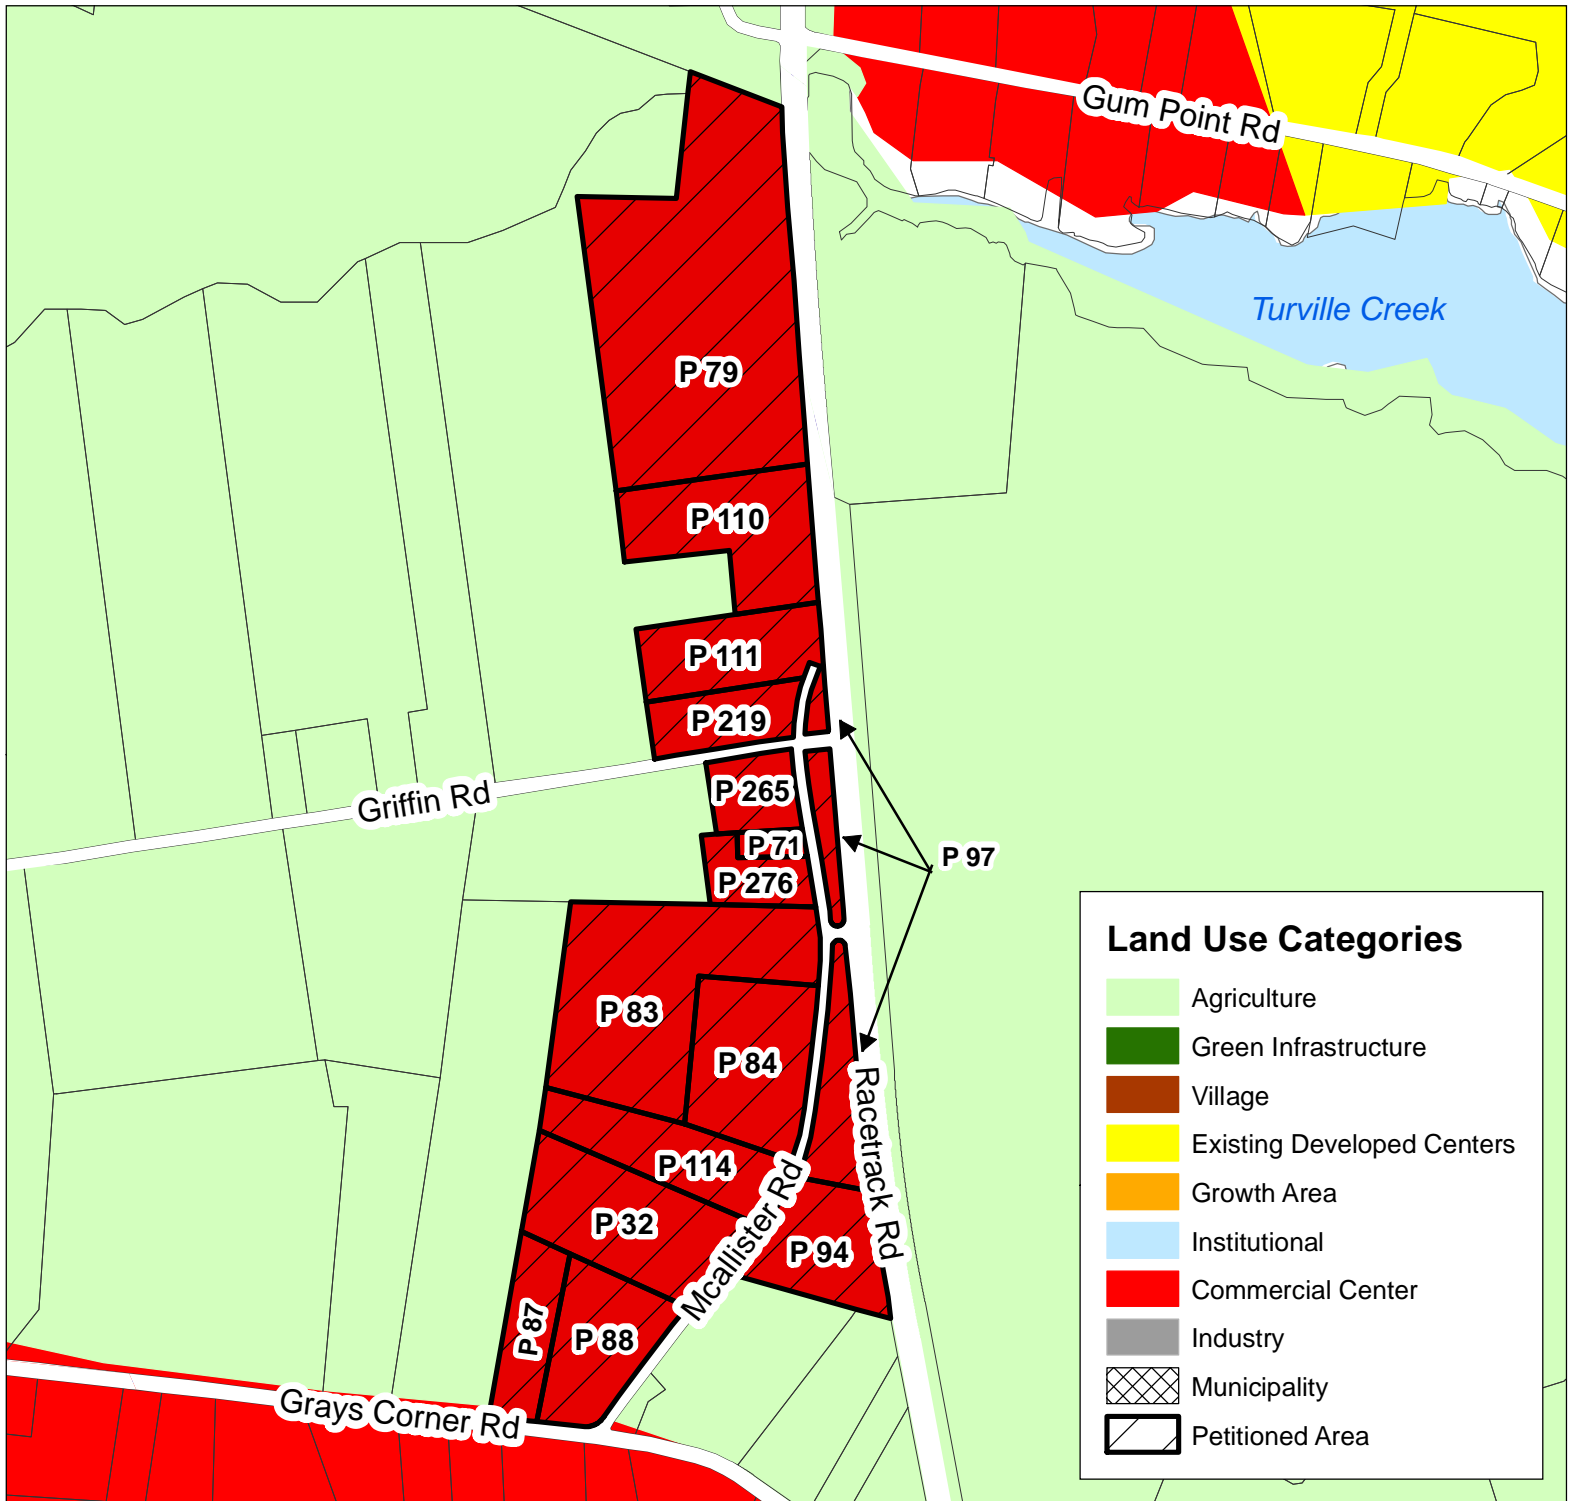 Gum Point Rd
Turville Creek
P 79
P 110
P 111
P 219
Griffin Rd
P 265
P 71
P 97
P 276
P 83
P 84
Racetrack Rd
P 114
Mcallister Rd
P 32
P 94
P 87
P 88
Grays Corner Rd
Land Use Categories
Agriculture
Green Infrastructure
Village
Existing Developed Centers
Growth Area
Institutional
Commercial Center
Industry
Municipality
Petitioned Area